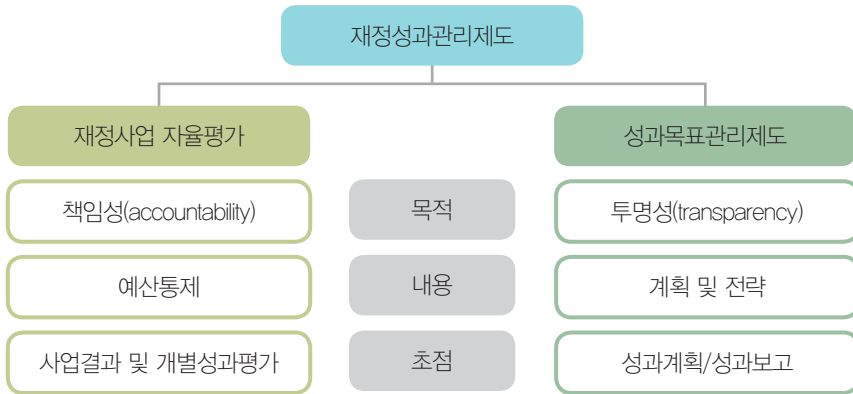 재정성과관리제도
재정사업 자율평가
성과목표관리제도
책임성(accountability)
목적
투명성(transparency)
예산통제
내용
계획 및 전략
사업결과 및 개별성과평가
초점
성과계획/성과보고